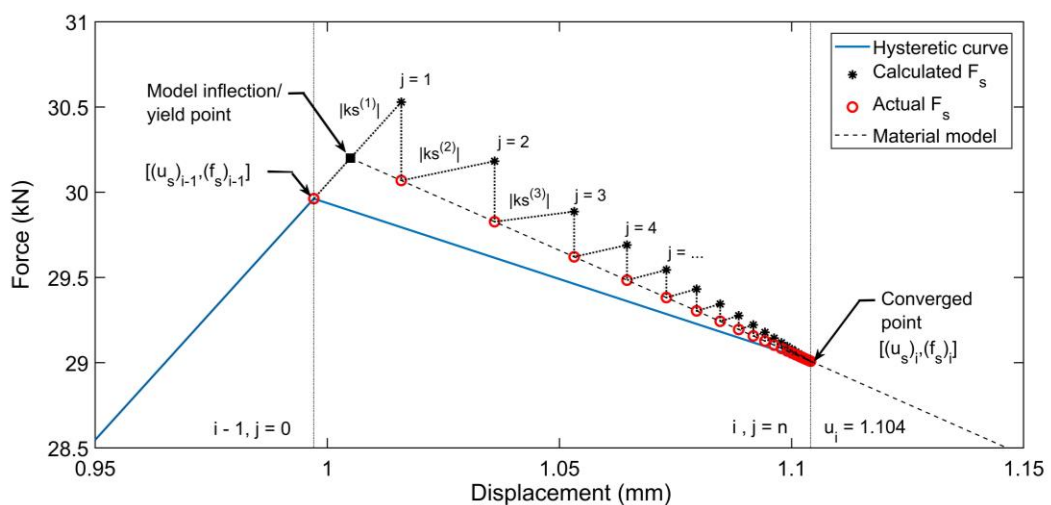 31
30.5
30
29.5
29
28.5
0.95
1
1.05
1.1
1.15
Force (kN)
Displacement (mm)
Hysteretic curve
Calculated F_s
Actual F_s
Material model
Model inflection/
yield point
[(u_s)_{i-1},(f_s)_{i-1}]
|ks^{(1)}|
j = 1
|ks^{(2)}|
j = 2
|ks^{(3)}|
j = 3
j = 4
j = ...
Converged
point
[(u_s)_i,(f_s)_i]
i - 1, j = 0
i , j = n
u_i = 1.104